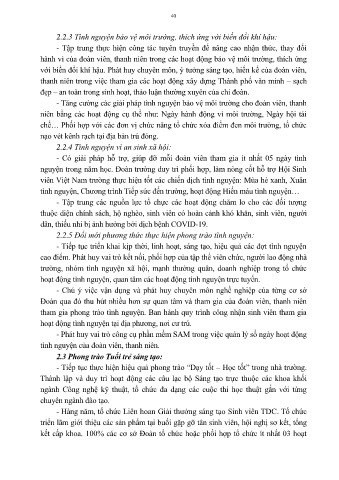 40
2.2.3 Tình nguyện bảo vệ môi trường, thích ứng với biến đổi khí hậu:
- Tập trung thực hiện công tác tuyên truyền để nâng cao nhận thức, thay đổi
hành vi của đoàn viên, thanh niên trong các hoạt động bảo vệ môi trường, thích ứng
với biến đổi khí hậu. Phát huy chuyên môn, ý tưởng sáng tạo, hiến kế của đoàn viên,
thanh niên trong việc tham gia các hoạt động xây dựng Thành phố văn minh – sạch
đẹp – an toàn trong sinh hoạt, thảo luận thường xuyên của chi đoàn.
- Tăng cường các giải pháp tình nguyện bảo vệ môi trường cho đoàn viên, thanh
niên bằng các hoạt động cụ thể như: Ngày hành động vì môi trường, Ngày hội tái
chế… Phối hợp với các đơn vị chức năng tổ chức xóa điểm đen môi trường, tổ chức
nạo vét kênh rạch tại địa bàn trú đóng.
2.2.4 Tình nguyện vì an sinh xã hội:
- Có giải pháp hỗ trợ, giúp đỡ mỗi đoàn viên tham gia ít nhất 05 ngày tình
nguyện trong năm học. Đoàn trường duy trì phối hợp, làm nòng cốt hỗ trợ Hội Sinh
viên Việt Nam trường thực hiện tốt các chiến dịch tình nguyện: Mùa hè xanh, Xuân
tình nguyện, Chương trình Tiếp sức đến trường, hoạt động Hiến máu tình nguyện…
- Tập trung các nguồn lực tổ chức các hoạt động chăm lo cho các đối tượng
thuộc diện chính sách, hộ nghèo, sinh viên có hoàn cảnh khó khăn, sinh viên, người
dân, thiếu nhi bị ảnh hưởng bởi dịch bệnh COVID-19.
2.2.5 Đổi mới phương thức thực hiện phong trào tình nguyện:
- Tiếp tục triển khai kịp thời, linh hoạt, sáng tạo, hiệu quả các đợt tình nguyện
cao điểm. Phát huy vai trò kết nối, phối hợp của tập thể viên chức, người lao động nhà
trường, nhóm tình nguyện xã hội, mạnh thường quân, doanh nghiệp trong tổ chức
hoạt động tình nguyện, quan tâm các hoạt động tình nguyện trực tuyến.
- Chú ý việc vận dụng và phát huy chuyên môn nghề nghiệp của từng cơ sở
Đoàn qua đó thu hút nhiều hơn sự quan tâm và tham gia của đoàn viên, thanh niên
tham gia phong trào tình nguyện. Ban hành quy trình công nhận sinh viên tham gia
hoạt động tình nguyện tại địa phương, nơi cư trú.
- Phát huy vai trò công cụ phần mềm SAM trong việc quản lý số ngày hoạt động
tình nguyện của đoàn viên, thanh niên.
2.3 Phong trào Tuổi trẻ sáng tạo:
- Tiếp tục thực hiện hiệu quả phong trào “Dạy tốt – Học tốt” trong nhà trường.
Thành lập và duy trì hoạt động các câu lạc bộ Sáng tạo trực thuộc các khoa khối
ngành Công nghệ kỹ thuật, tổ chức đa dạng các cuộc thi học thuật gắn với từng
chuyên ngành đào tạo.
- Hàng năm, tổ chức Liên hoan Giải thưởng sáng tạo Sinh viên TDC. Tổ chức
triển lãm giới thiệu các sản phẩm tại buổi gặp gỡ tân sinh viên, hội nghị sơ kết, tổng
kết cấp khoa. 100% các cơ sở Đoàn tổ chức hoặc phối hợp tổ chức ít nhất 03 hoạt